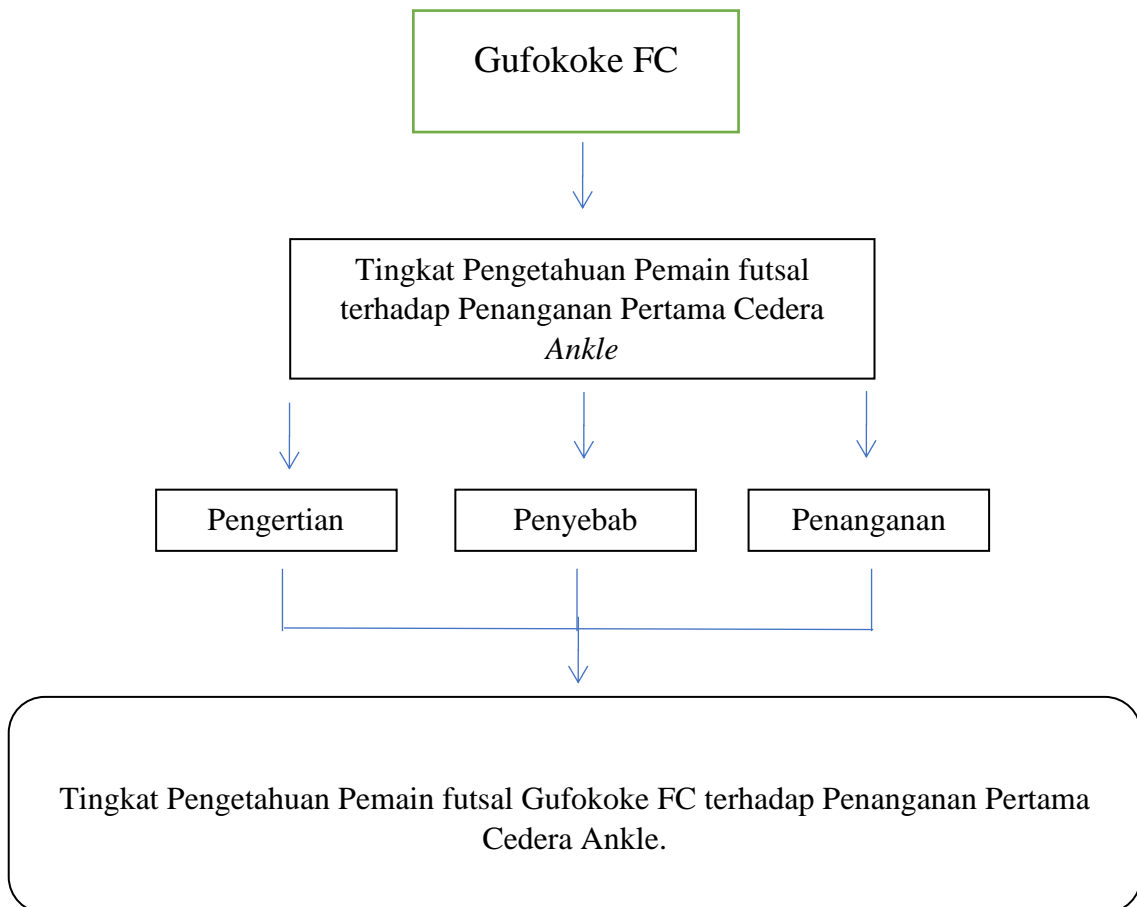 Gufokoke FC
Tingkat Pengetahuan Pemain futsal
terhadap Penanganan Pertama Cedera
Ankle
Pengertian
Penyebab
Penanganan
Tingkat Pengetahuan Pemain futsal Gufokoke FC terhadap Penanganan Pertama
Cedera Ankle.